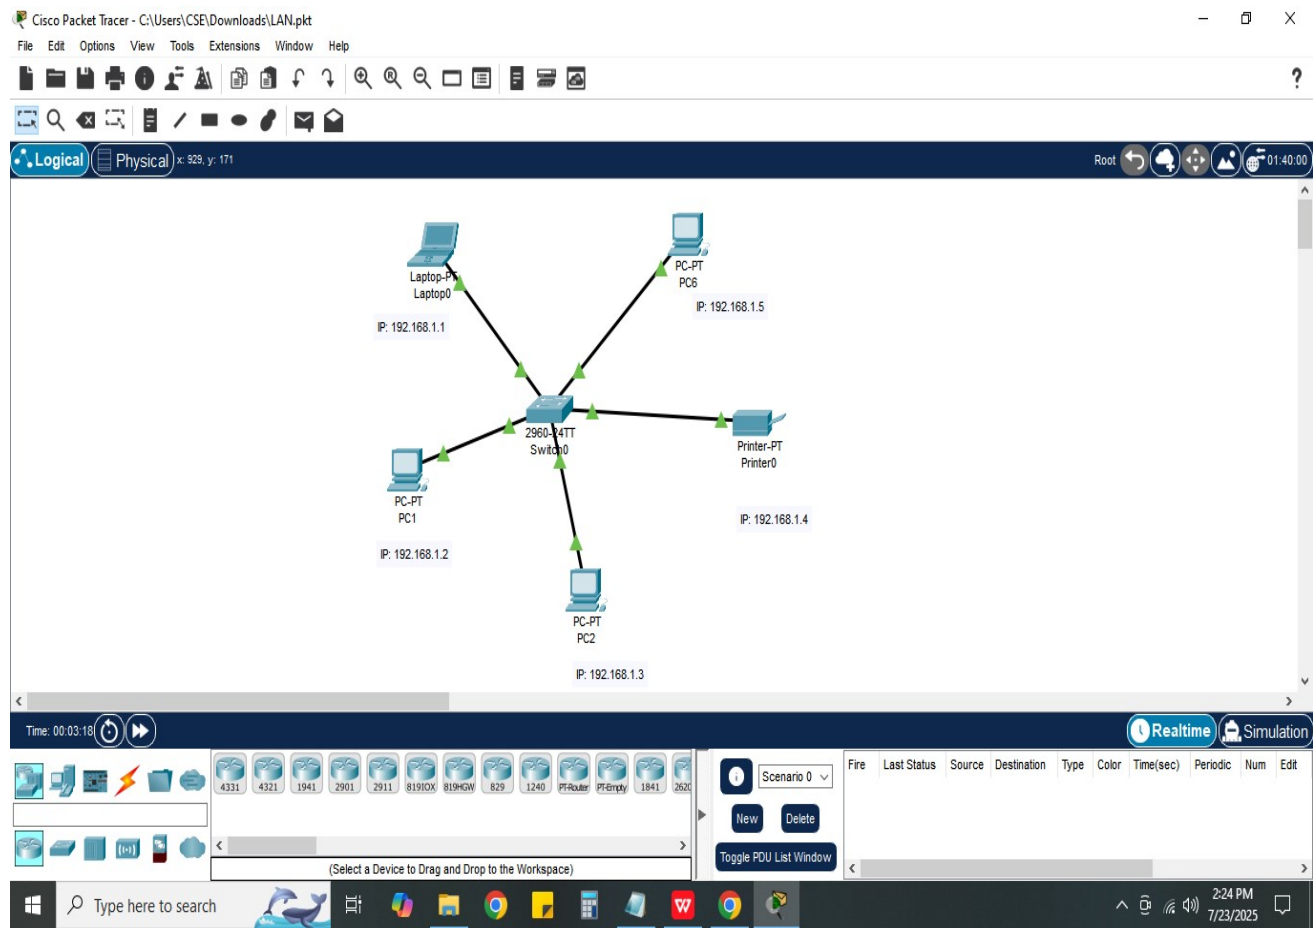 Cisco Packet Tracer - C:\Users\CSE\Downloads\LAN.pkt
File Edit Options View Tools Extensions Window Help
?
Logical Physical x: 929, y: 171 Root 01:40:00
Laptop-PT
Laptop0
IP: 192.168.1.1
PC-PT
PC6
IP: 192.168.1.5
2960-24TT
Switch0
Printer-PT
Printer0
IP: 192.168.1.4
PC-PT
PC1
IP: 192.168.1.2
PC-PT
PC2
IP: 192.168.1.3
Time: 00:03:18 Realtime Simulation
4331 4321 1941 2901 2911 819IOX 819HGW 829 1240 PT-Router PT-Empty 1841 262
(Select a Device to Drag and Drop to the Workspace)
Scenario 0
New Delete
Toggle PDU List Window
Fire Last Status Source Destination Type Color Time(sec) Periodic Num Edit
Type here to search
W
2:24 PM
7/23/2025